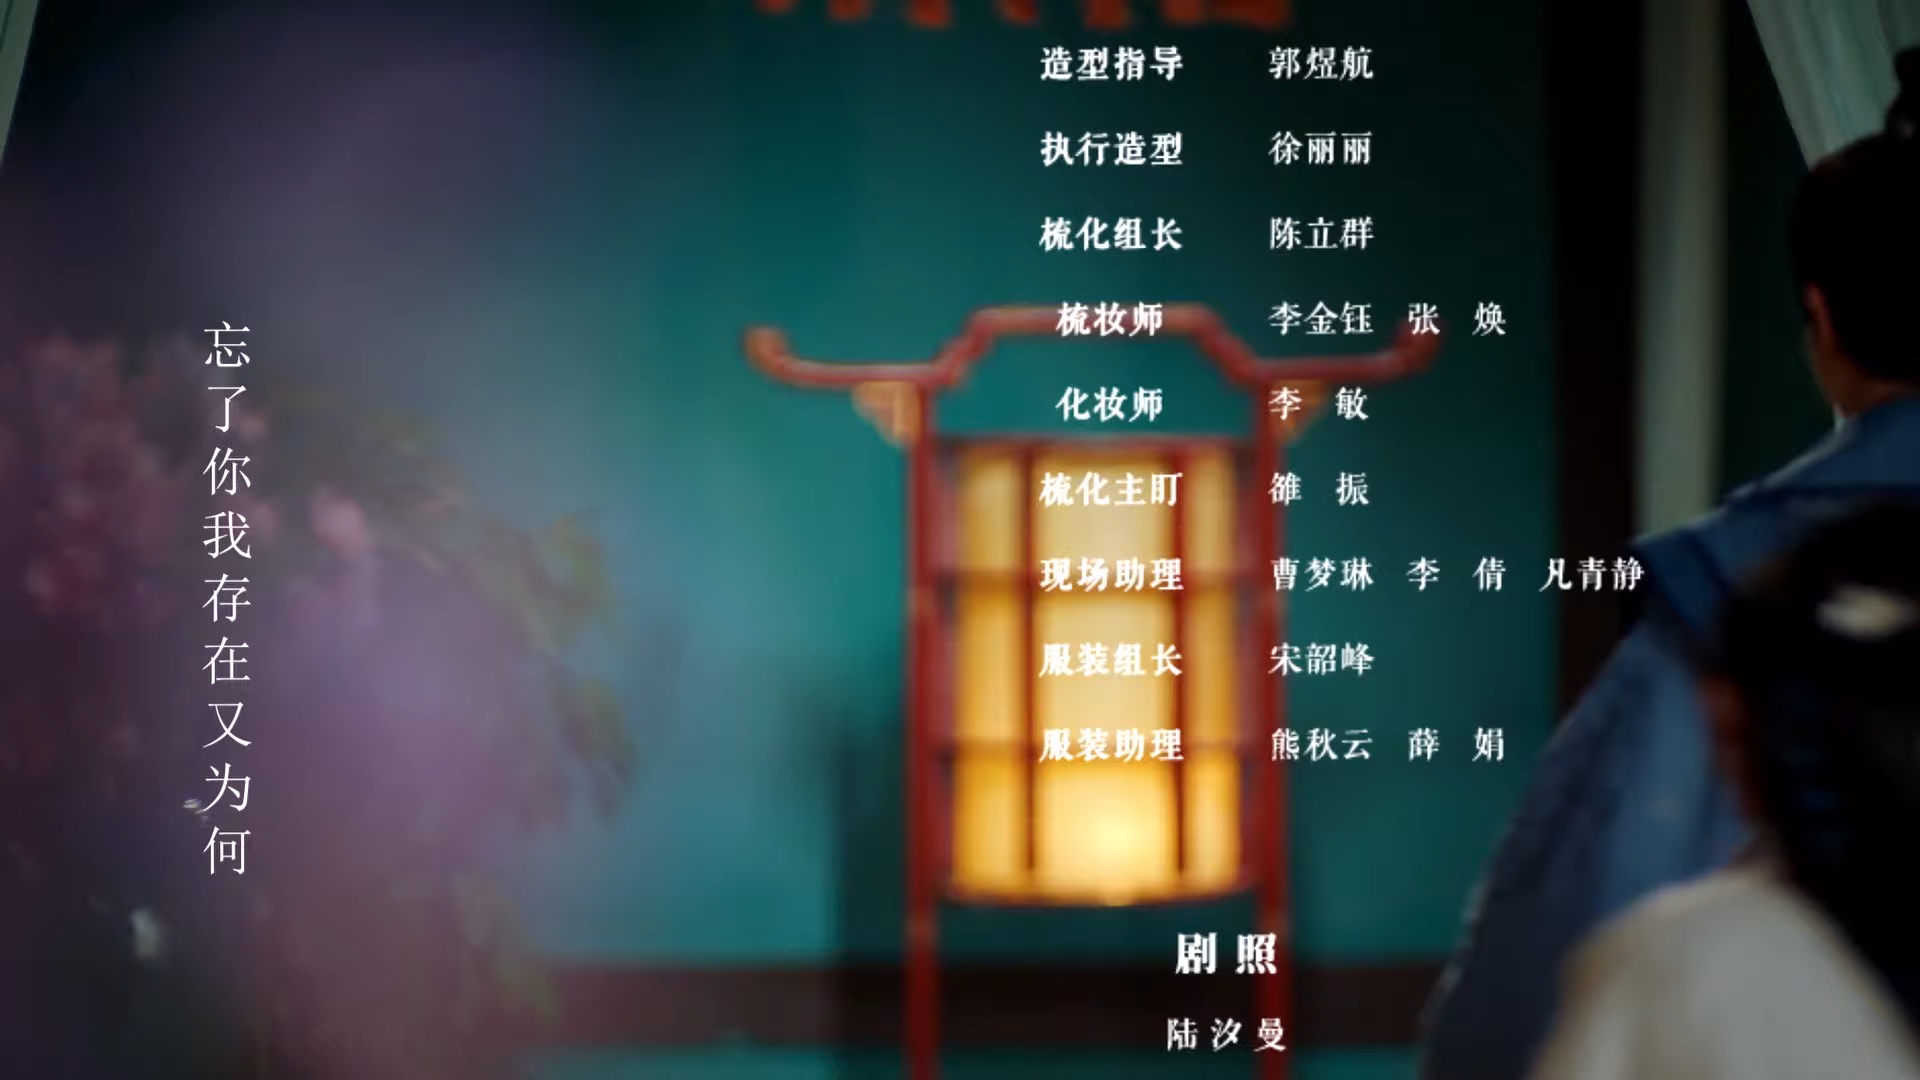 造型指导 郭煜航
执行造型 徐丽丽
梳化组长 陈立群
梳妆师 李金钰 张 焕
化妆师 李 敏
梳化主盯 雒 振
现场助理 曹梦琳 李 倩 凡青静
服装组长 宋韶峰
服装助理 熊秋云 薛 娟
剧照
陆汐曼
忘了你我存在又为何